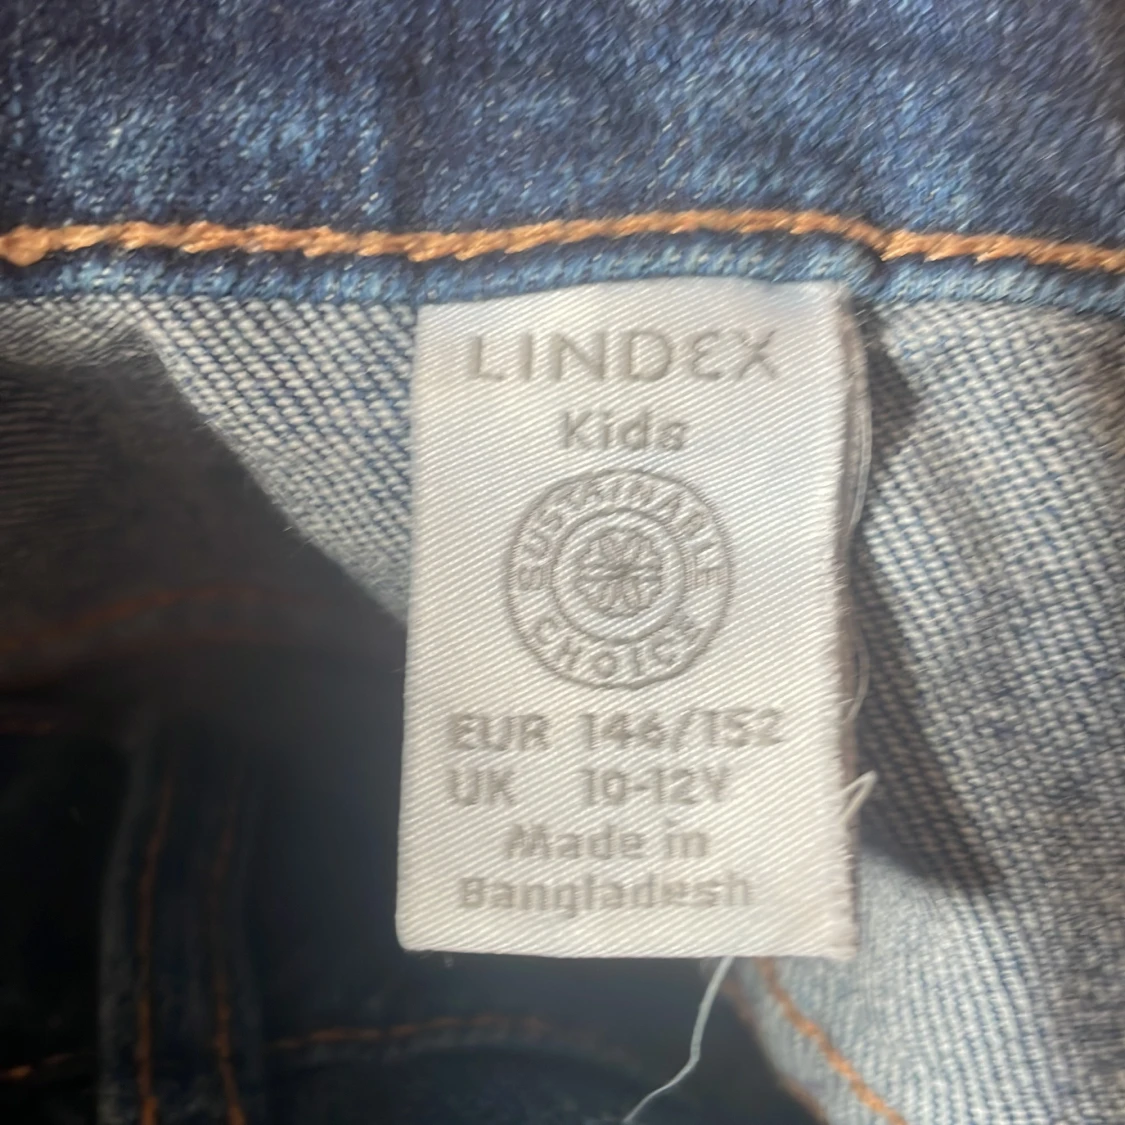 LINDEX
Kids
SUSTAINABLE
CHOICE
EUR 146/152
UK 10-12Y
Made in
Bangladesh